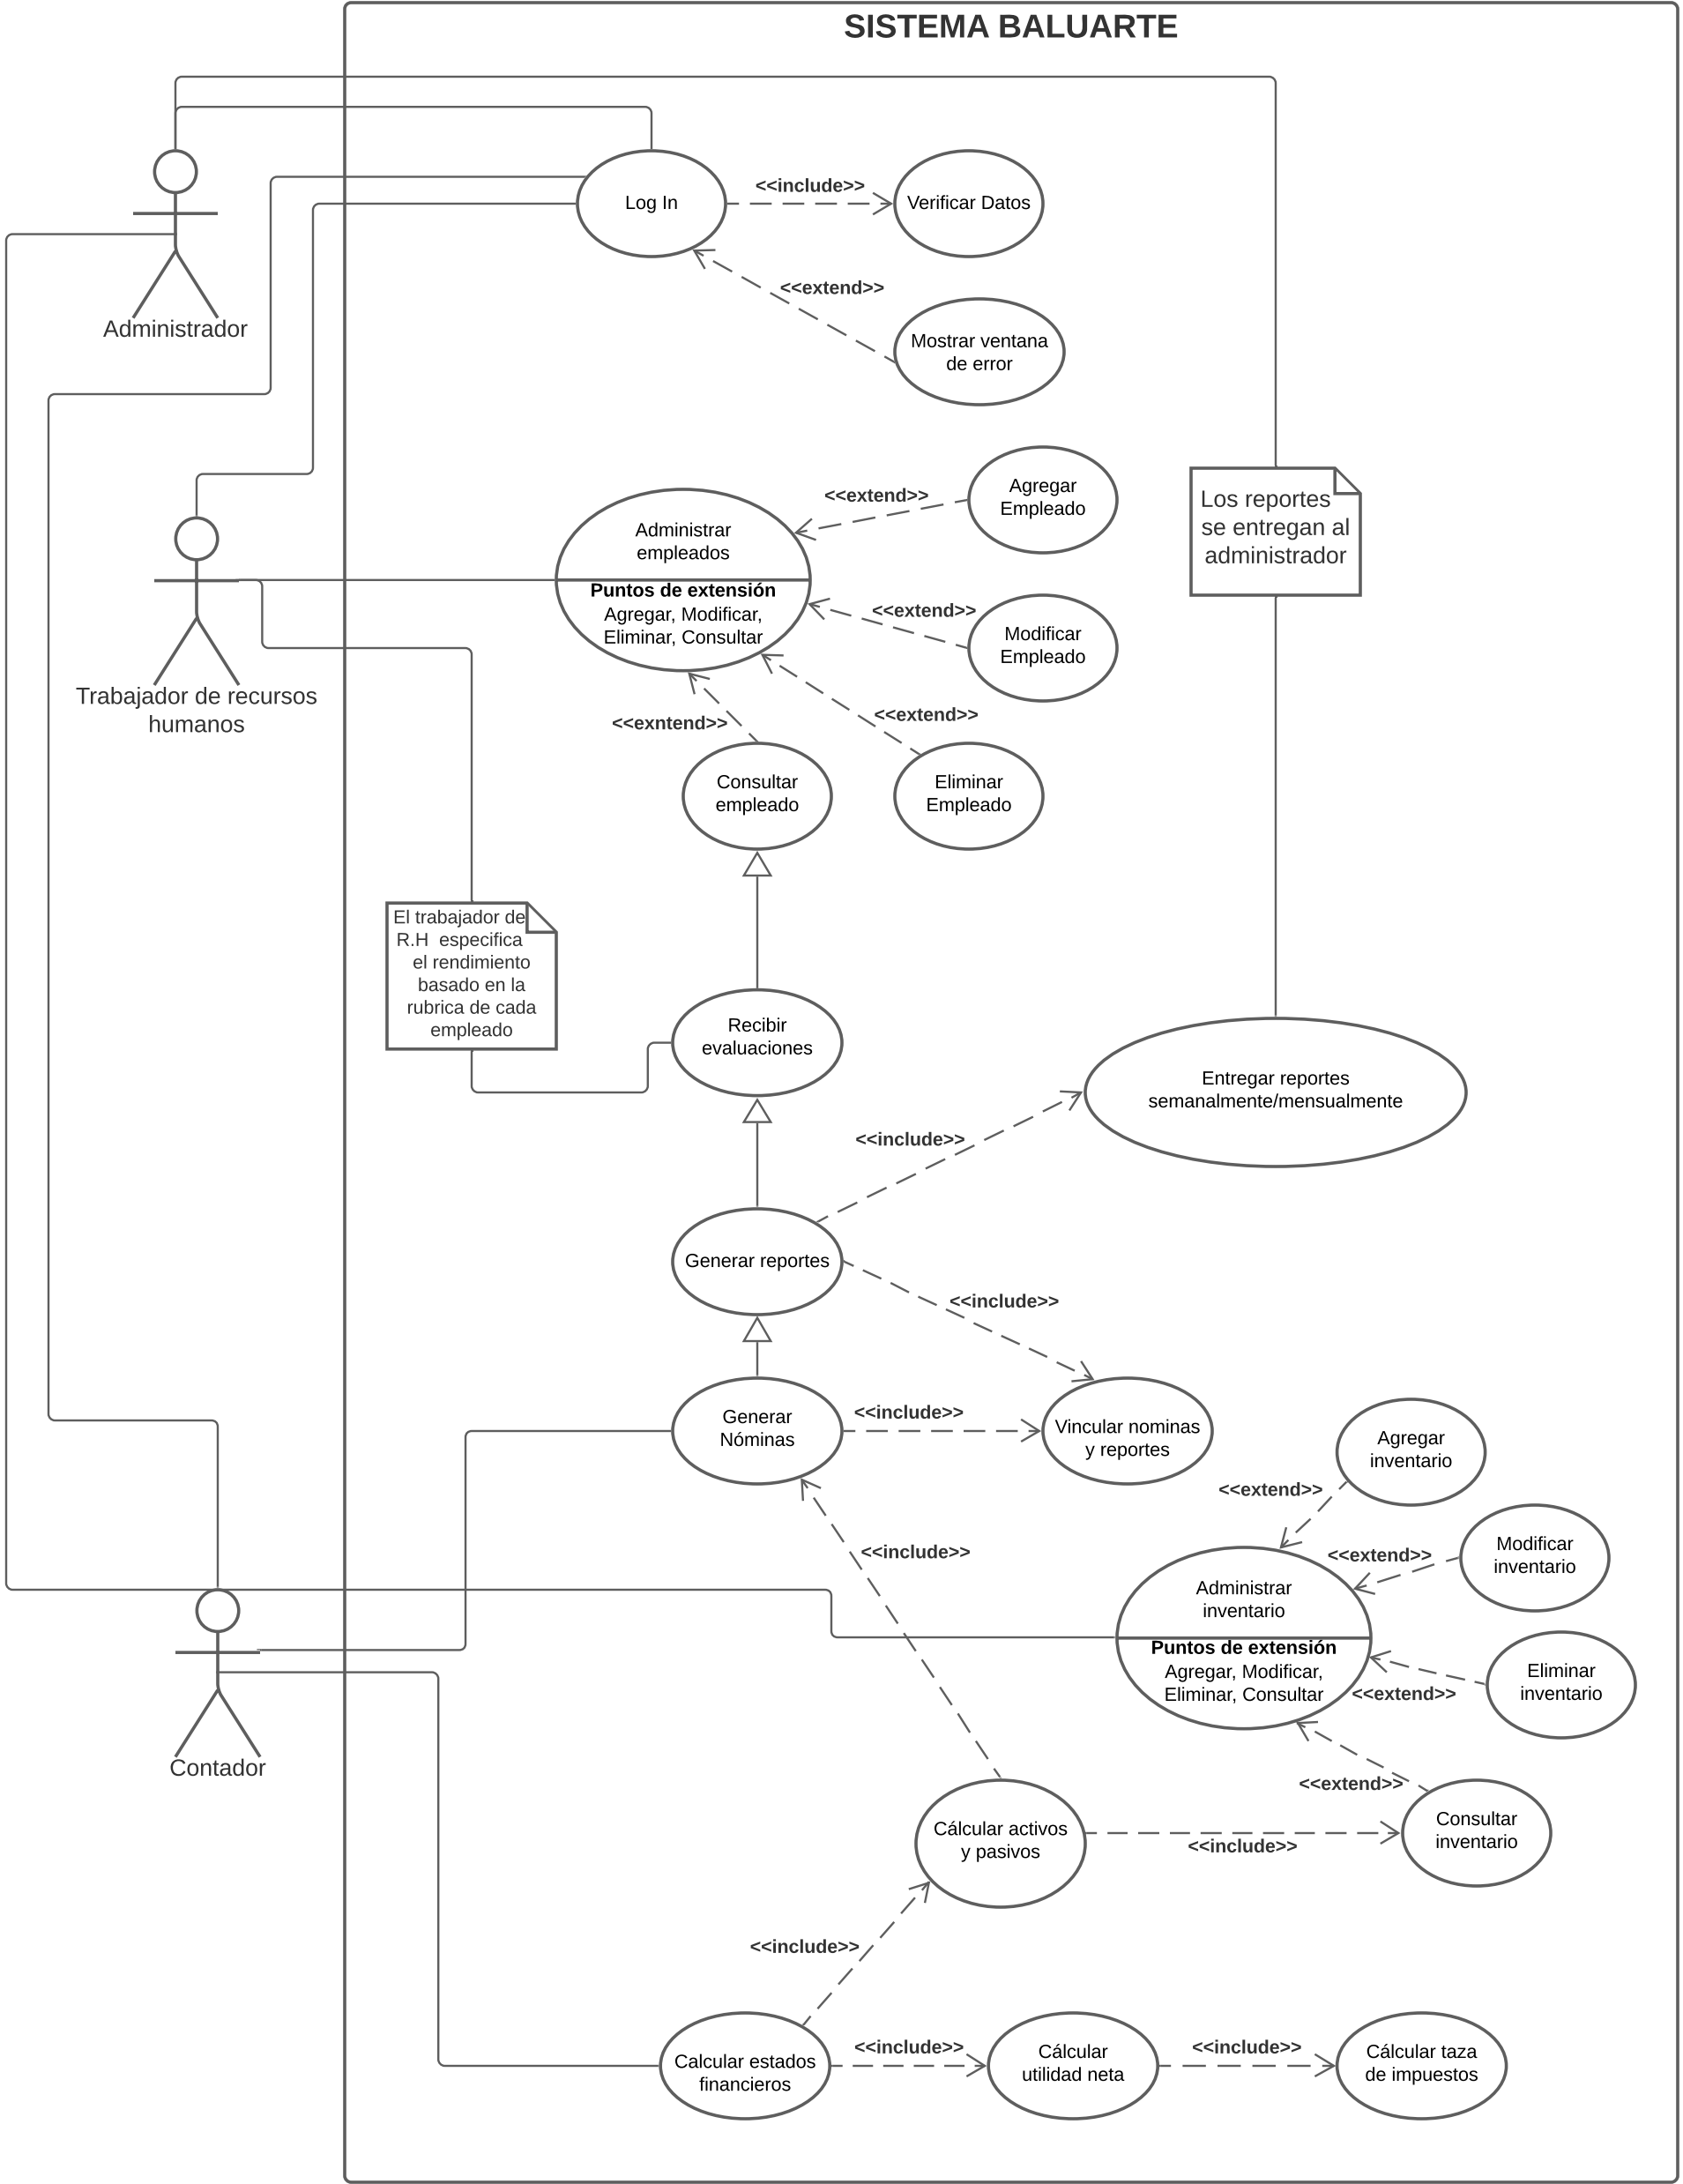 SISTEMA BALUARTE
Log In
<<include>>
Verificar Datos
<<extend>>
Mostrar ventana
de error
Administrador
Agregar
Empleado
<<extend>>
Los reportes
se entregan al
administrador
Administrar
empleados
Puntos de extensión
Agregar, Modificar,
Eliminar, Consultar
<<extend>>
Modificar
Empleado
Trabajador de recursos
humanos
<<exntend>>
<<extend>>
Consultar
empleado
Eliminar
Empleado
El trabajador de
R.H  especifica
el rendimiento
basado en la
rubrica de cada
empleado
Recibir
evaluaciones
Entregar reportes
semanalmente/mensualmente
<<include>>
Generar reportes
<<include>>
Generar
Nóminas
<<include>>
Vincular nominas
y reportes
Agregar
inventario
<<extend>>
<<include>>
Modificar
inventario
<<extend>>
Administrar
inventario
Puntos de extensión
Agregar, Modificar,
Eliminar, Consultar
Eliminar
inventario
<<extend>>
Contador
<<extend>>
Cálcular activos
y pasivos
<<include>>
Consultar
inventario
<<include>>
Calcular estados
financieros
<<include>>
Cálcular
utilidad neta
<<include>>
Cálcular taza
de impuestos